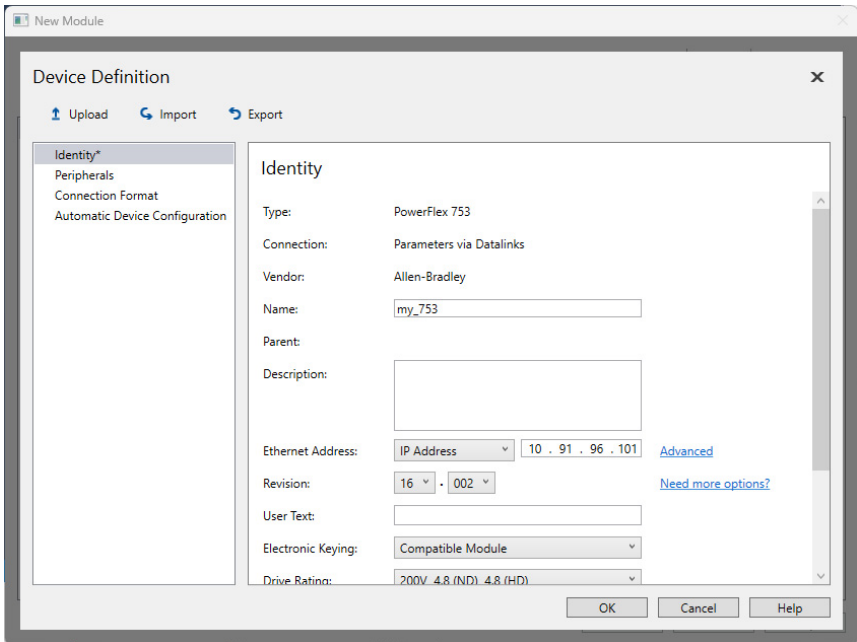 New Module
Device Definition
Upload Import Export
Identity*
Peripherals
Connection Format
Automatic Device Configuration
Identity
Type: PowerFlex 753
Connection: Parameters via Datalinks
Vendor: Allen-Bradley
Name: my_753
Parent:
Description:
Ethernet Address: IP Address 10 . 91 . 96 . 101 Advanced
Revision: 16 . 002 Need more options?
User Text:
Electronic Keying: Compatible Module
Drive Rating: 200V 4.8 (ND) 4.8 (HD)
OK Cancel Help